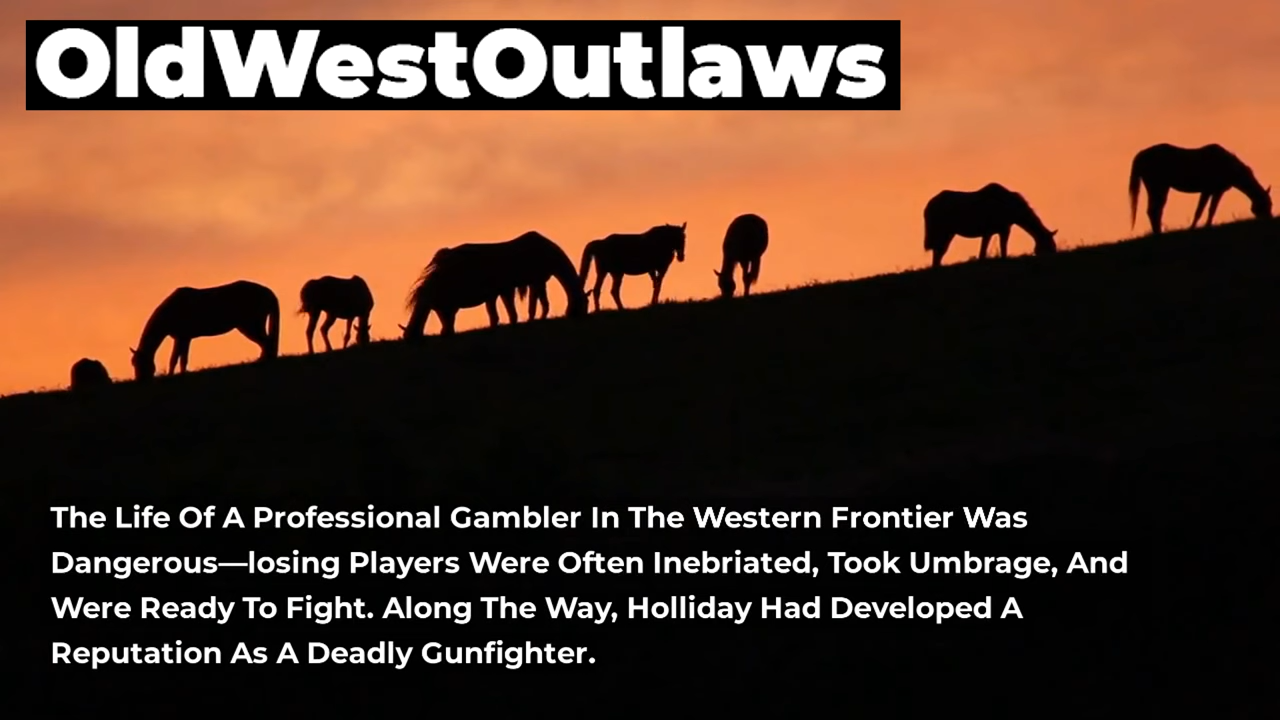 OldWestOutlaws
The Life Of A Professional Gambler In The Western Frontier Was
Dangerous—losing Players Were Often Inebriated, Took Umbrage, And
Were Ready To Fight. Along The Way, Holliday Had Developed A
Reputation As A Deadly Gunfighter.